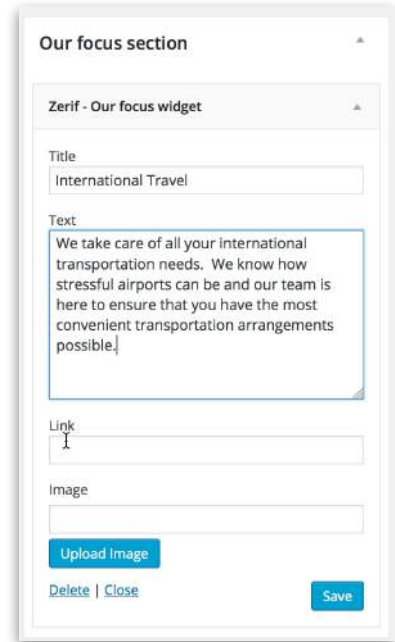 Our focus section
Zerif - Our focus widget
Title
International Travel
Text
We take care of all your international
transportation needs.  We know how
stressful airports can be and our team is
here to ensure that you have the most
convenient transportation arrangements
possible.
Link
Image
Upload Image
Delete | Close
Save